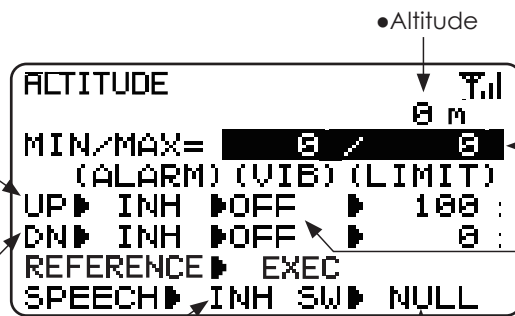 ●Altitude
ALTITUDE
0 m
MIN/MAX= 0 / 0
(ALARM) (VIB) (LIMIT)
UP▶ INH ▶OFF ▶ 100 :
DN▶ INH ▶OFF ▶ 0 :
REFERENCE▶ EXEC
SPEECH▶ INH SW▶ NULL